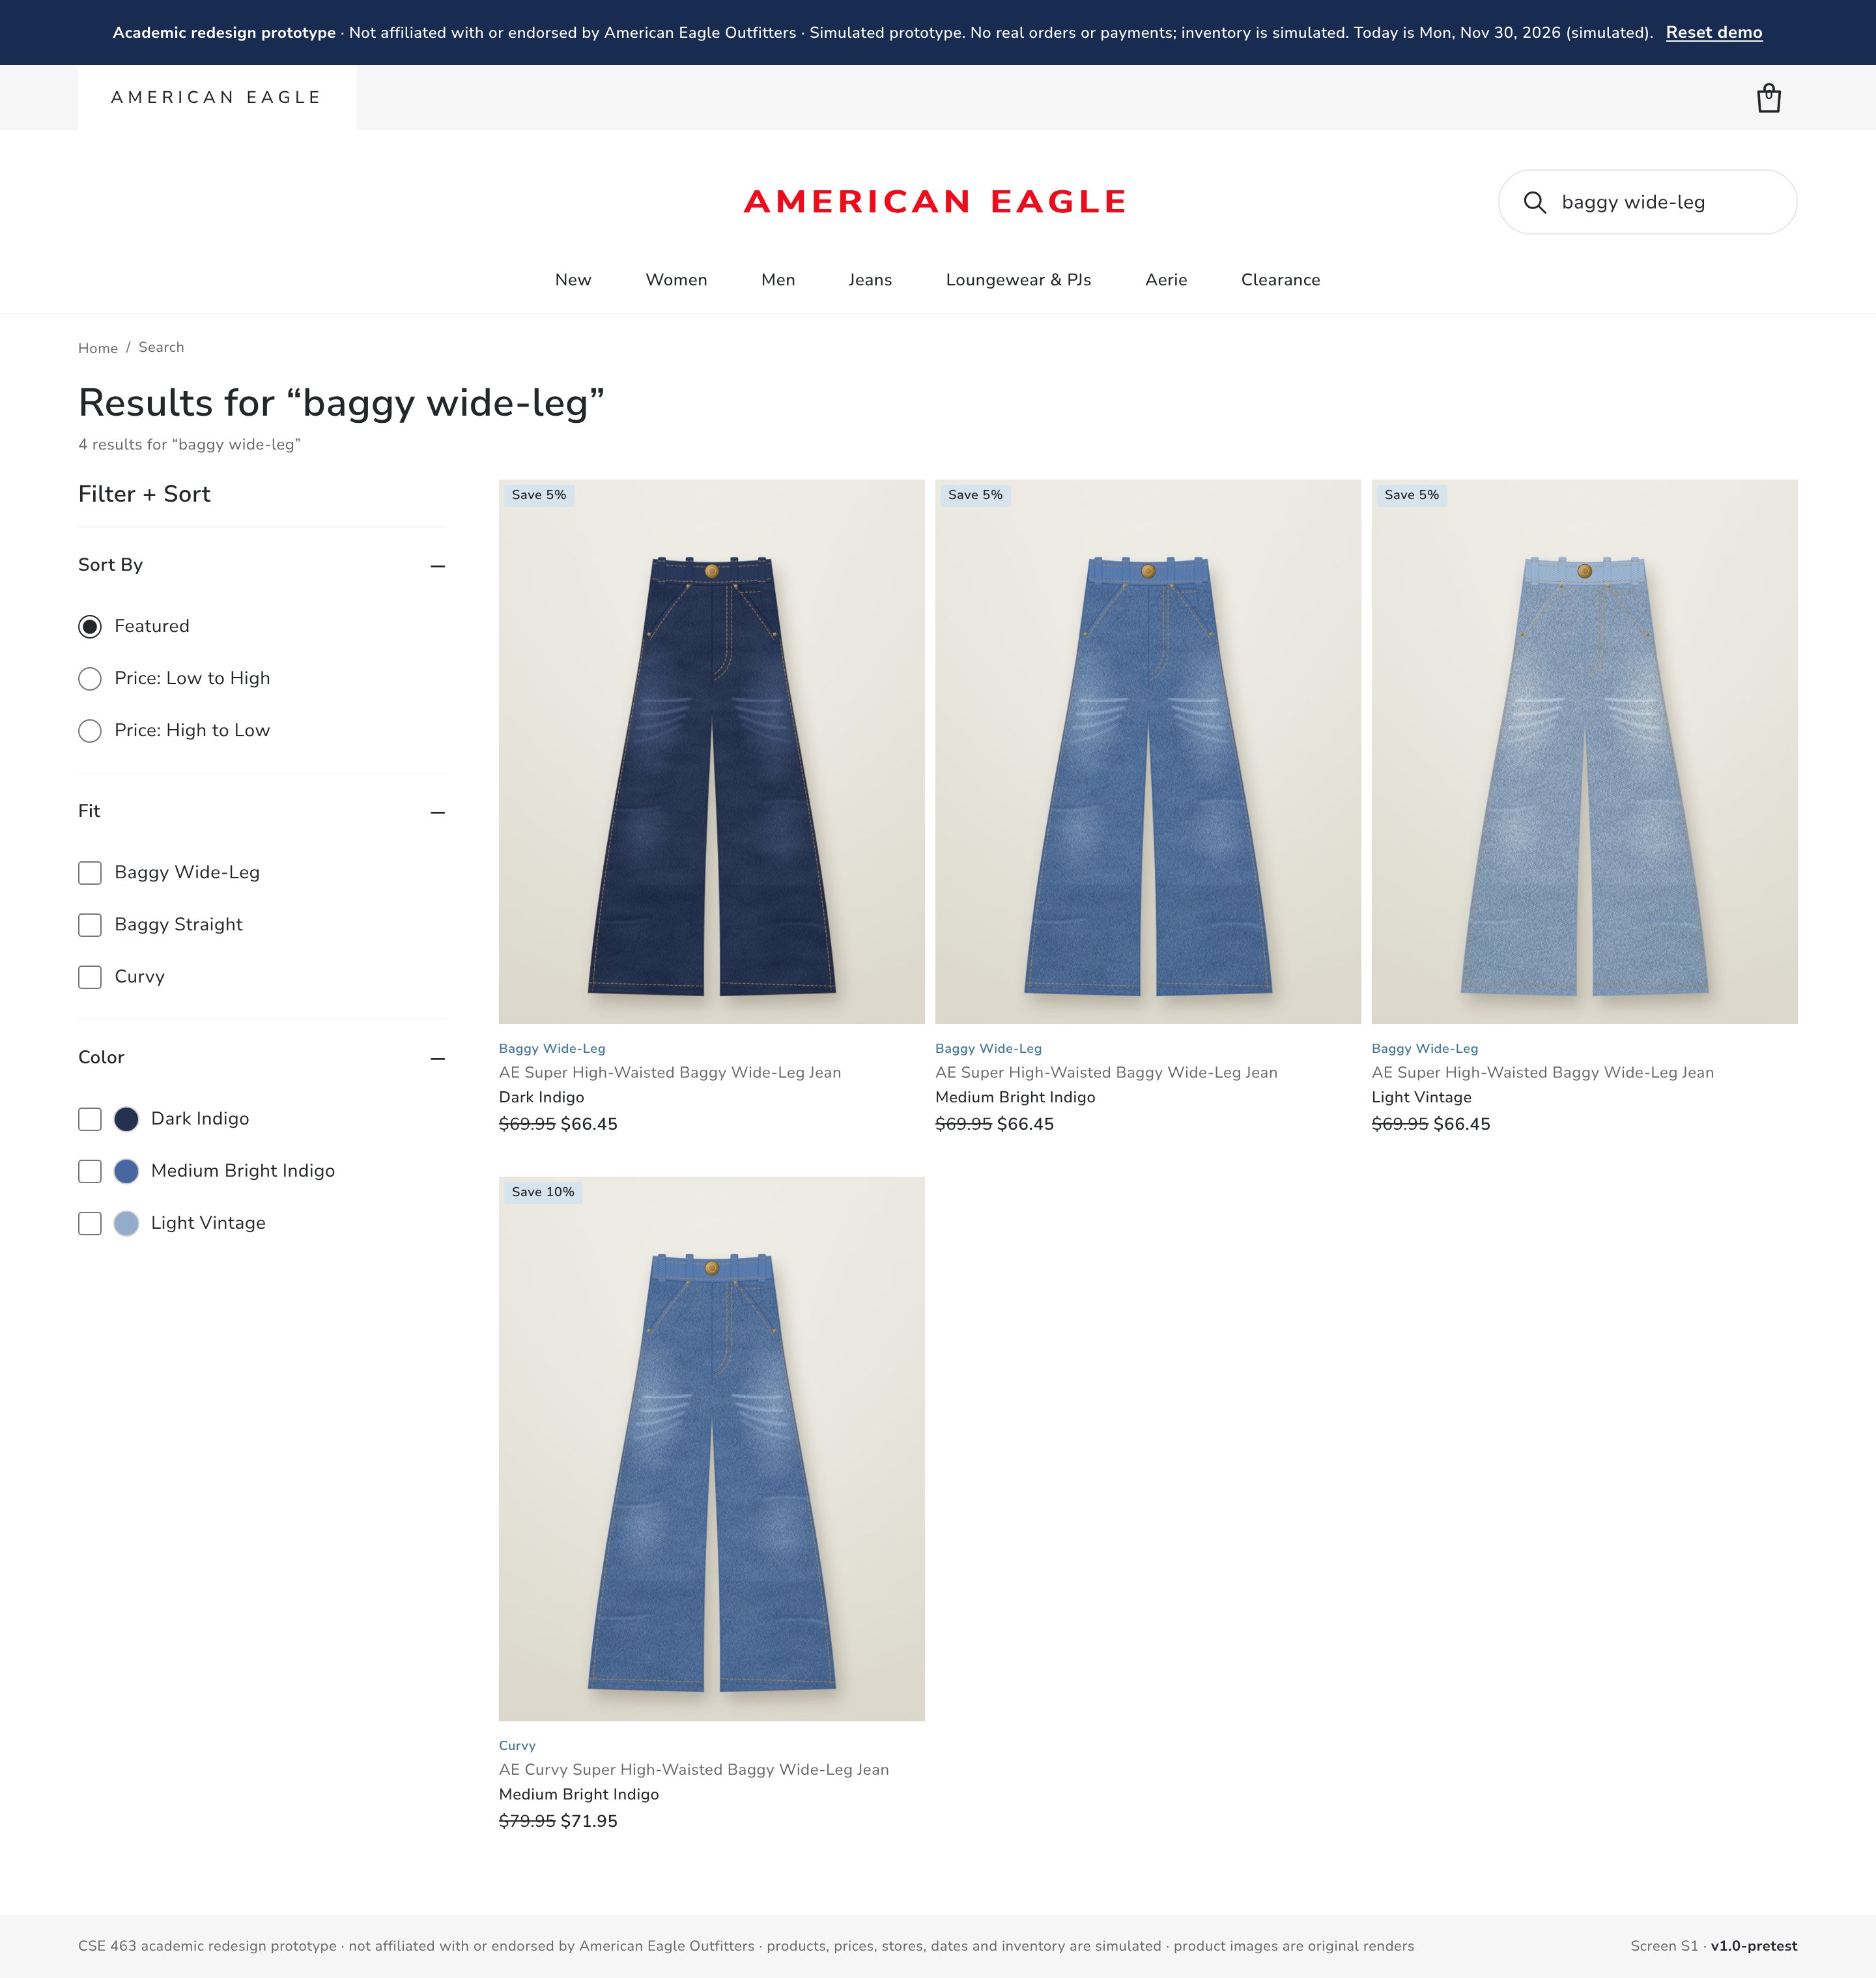 Academic redesign prototype · Not affiliated with or endorsed by American Eagle Outfitters · Simulated prototype. No real orders or payments; inventory is simulated. Today is Mon, Nov 30, 2026 (simulated). Reset demo
AMERICAN EAGLE
0
AMERICAN EAGLE
baggy wide-leg
New Women Men Jeans Loungewear & PJs Aerie Clearance
Home / Search
Results for “baggy wide-leg”
4 results for “baggy wide-leg”
Filter + Sort
Sort By
Featured
Price: Low to High
Price: High to Low
Fit
Baggy Wide-Leg
Baggy Straight
Curvy
Color
Dark Indigo
Medium Bright Indigo
Light Vintage
Save 5%
Baggy Wide-Leg
AE Super High-Waisted Baggy Wide-Leg Jean
Dark Indigo
$69.95 $66.45
Save 5%
Baggy Wide-Leg
AE Super High-Waisted Baggy Wide-Leg Jean
Medium Bright Indigo
$69.95 $66.45
Save 5%
Baggy Wide-Leg
AE Super High-Waisted Baggy Wide-Leg Jean
Light Vintage
$69.95 $66.45
Save 10%
Curvy
AE Curvy Super High-Waisted Baggy Wide-Leg Jean
Medium Bright Indigo
$79.95 $71.95
CSE 463 academic redesign prototype · not affiliated with or endorsed by American Eagle Outfitters · products, prices, stores, dates and inventory are simulated · product images are original renders
Screen S1 · v1.0-pretest